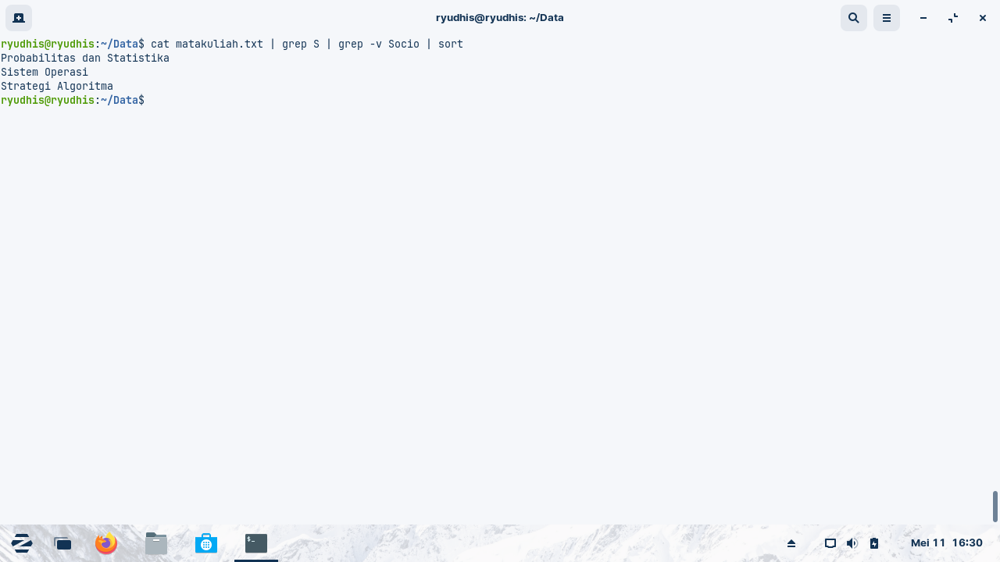 ryudhis@ryudhis: ~/Data
ryudhis@ryudhis:~/Data$ cat matakuliah.txt | grep S | grep -v Socio | sort
Probabilitas dan Statistika
Sistem Operasi
Strategi Algoritma
ryudhis@ryudhis:~/Data$
$_
Mei 11 16:30